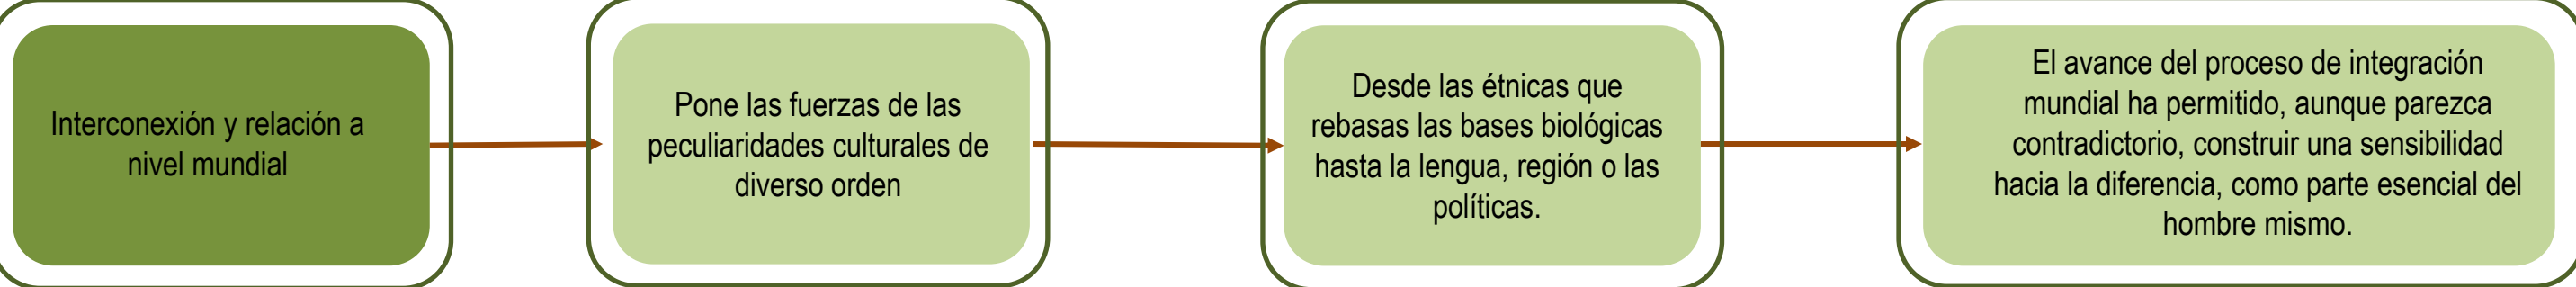 Interconexión y relación a
nivel mundial
Pone las fuerzas de las
peculiaridades culturales de
diverso orden
Desde las étnicas que
rebasas las bases biológicas
hasta la lengua, región o las
políticas.
El avance del proceso de integración
mundial ha permitido, aunque parezca
contradictorio, construir una sensibilidad
hacia la diferencia, como parte esencial del
hombre mismo.